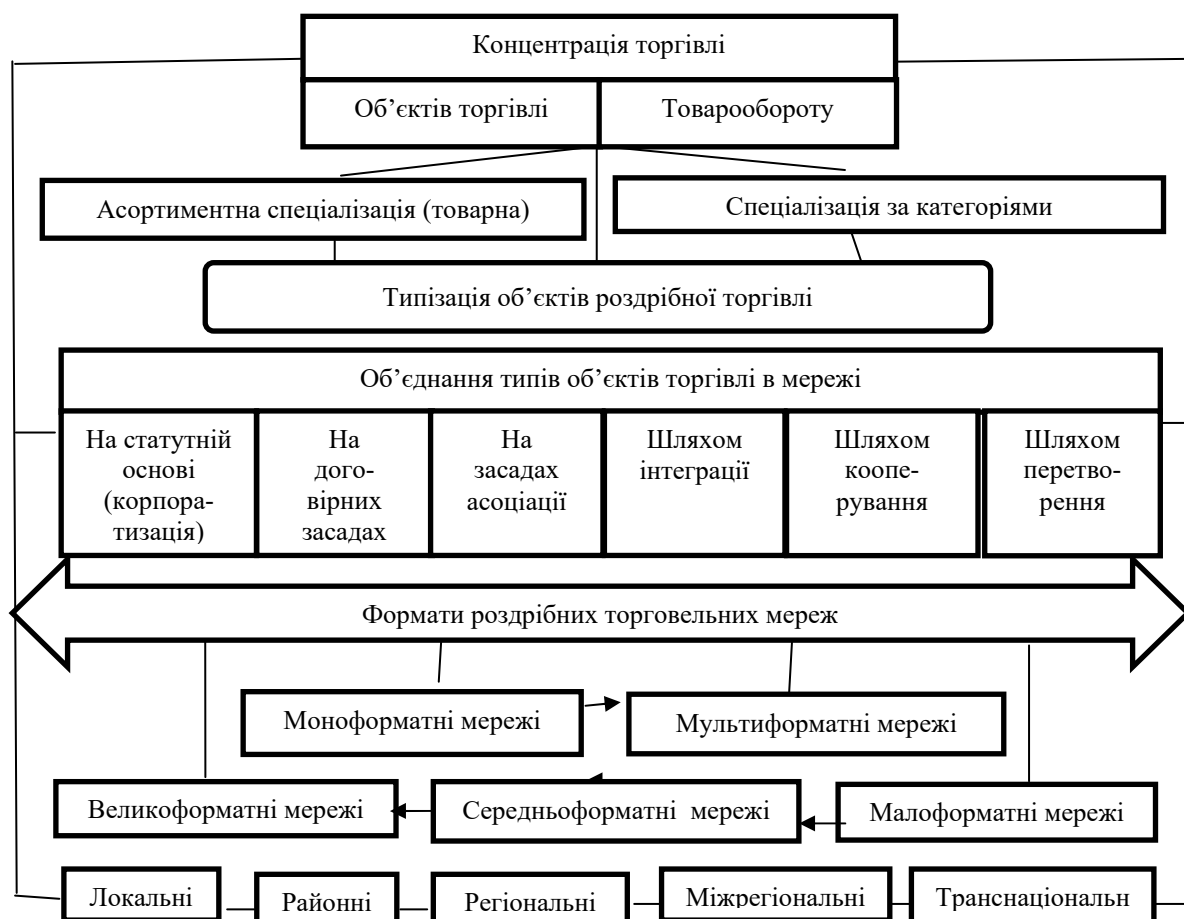 Концентрація торгівлі
Об’єктів торгівлі
Товарообороту
Асортиментна спеціалізація (товарна)
Спеціалізація за категоріями
Типізація об’єктів роздрібної торгівлі
Об’єднання типів об’єктів торгівлі в мережі
На статутній
основі
(корпора-
тизація)
На
дого-
вірних
засадах
На
засадах
асоціації
Шляхом
інтеграції
Шляхом
коопе-
рування
Шляхом
перетво-
рення
Формати роздрібних торговельних мереж
Моноформатні мережі
Мультиформатні мережі
Великоформатні мережі
Середньоформатні мережі
Малоформатні мережі
Локальні
Районні
Регіональні
Міжрегіональні
Транснаціональн